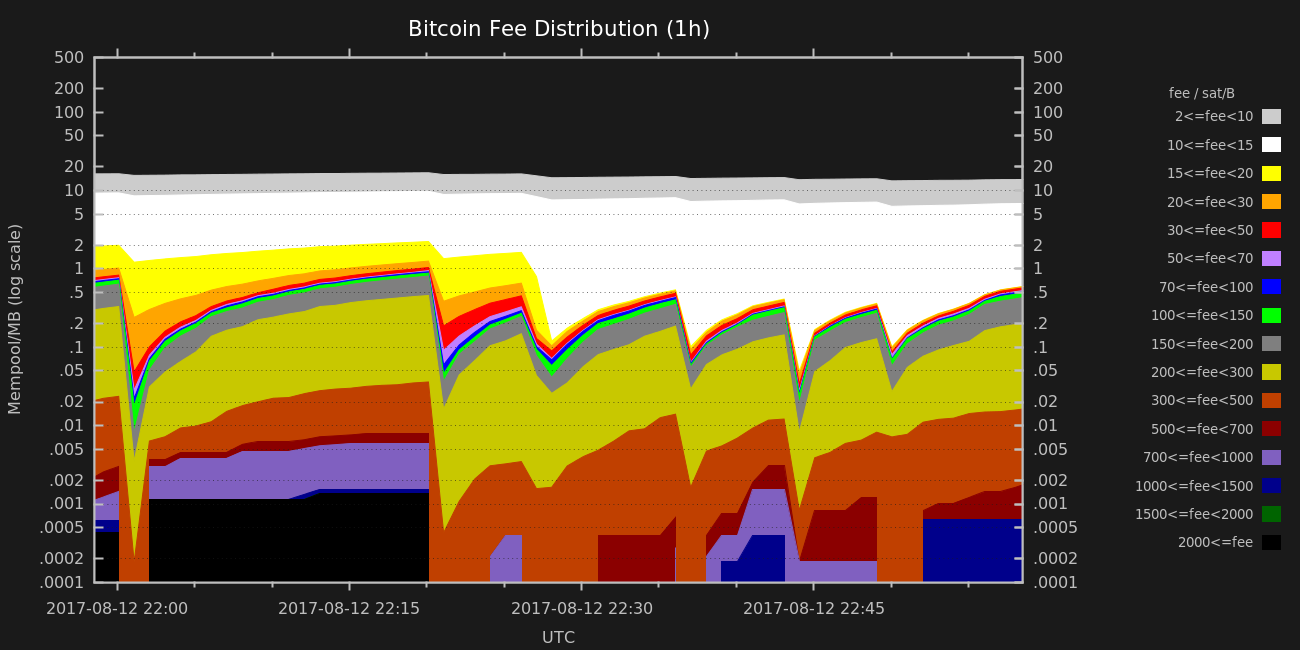 Bitcoin Fee Distribution (1h)
Mempool/MB (log scale)
500
200
100
50
20
10
5
2
1
.5
.2
.1
.05
.02
.01
.005
.002
.001
.0005
.0002
.0001
500
200
100
50
20
10
5
2
1
.5
.2
.1
.05
.02
.01
.005
.002
.001
.0005
.0002
.0001
2017-08-12 22:00
2017-08-12 22:15
2017-08-12 22:30
2017-08-12 22:45
UTC
fee / sat/B
2<=fee<10
10<=fee<15
15<=fee<20
20<=fee<30
30<=fee<50
50<=fee<70
70<=fee<100
100<=fee<150
150<=fee<200
200<=fee<300
300<=fee<500
500<=fee<700
700<=fee<1000
1000<=fee<1500
1500<=fee<2000
2000<=fee